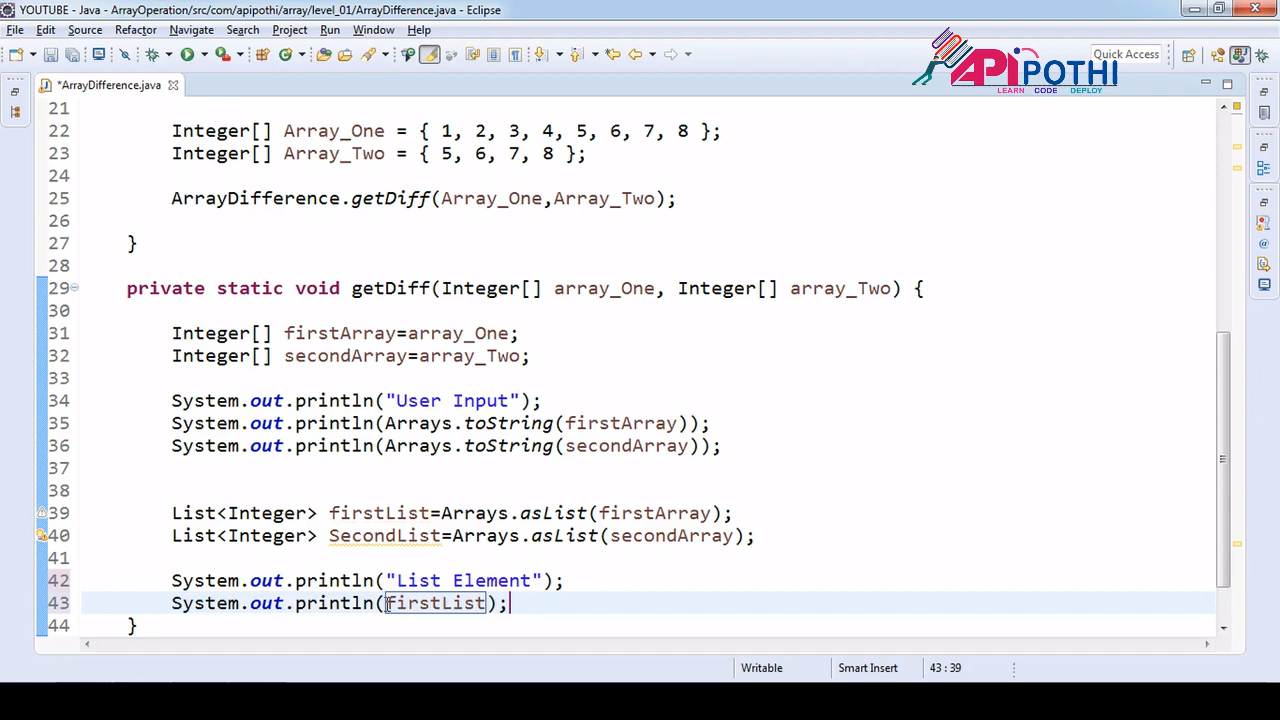 YOUTUBE - Java - ArrayOperation/src/com/apipothi/array/level_01/ArrayDifference.java - Eclipse
File Edit Source Refactor Navigate Search Project Run Window Help
Quick Access
APIPOTHI
LEARN CODE DEPLOY
*ArrayDifference.java
21
22 Integer[] Array_One = { 1, 2, 3, 4, 5, 6, 7, 8 };
23 Integer[] Array_Two = { 5, 6, 7, 8 };
24
25 ArrayDifference.getDiff(Array_One,Array_Two);
26
27 }
28
29 private static void getDiff(Integer[] array_One, Integer[] array_Two) {
30
31 Integer[] firstArray=array_One;
32 Integer[] secondArray=array_Two;
33
34 System.out.println("User Input");
35 System.out.println(Arrays.toString(firstArray));
36 System.out.println(Arrays.toString(secondArray));
37
38
39 List<Integer> firstList=Arrays.asList(firstArray);
40 List<Integer> SecondList=Arrays.asList(secondArray);
41
42 System.out.println("List Element");
43 System.out.println(firstList);
44 }
Writable Smart Insert 43 : 39